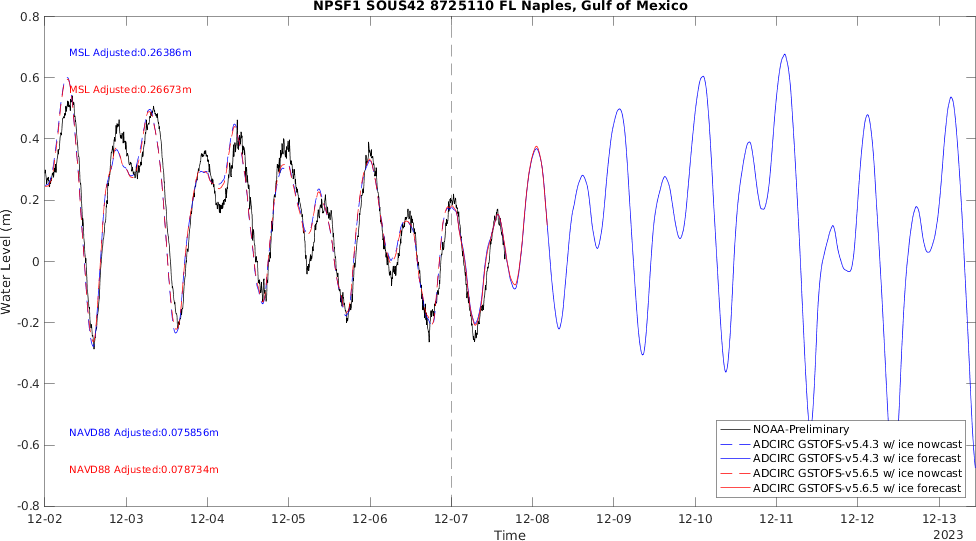 NPSF1 SOUS42 8725110 FL Naples, Gulf of Mexico
0.8
MSL Adjusted:0.26386m
0.6
MSL Adjusted:0.26673m
0.4
0.2
0
-0.2
-0.4
-0.6
-0.8
Water Level (m)
NAVD88 Adjusted:0.075856m
NAVD88 Adjusted:0.078734m
NOAA-Preliminary
ADCIRC GSTOFS-v5.4.3 w/ ice nowcast
ADCIRC GSTOFS-v5.4.3 w/ ice forecast
ADCIRC GSTOFS-v5.6.5 w/ ice nowcast
ADCIRC GSTOFS-v5.6.5 w/ ice forecast
12-02 12-03 12-04 12-05 12-06 12-07 12-08 12-09 12-10 12-11 12-12 12-13
Time
2023